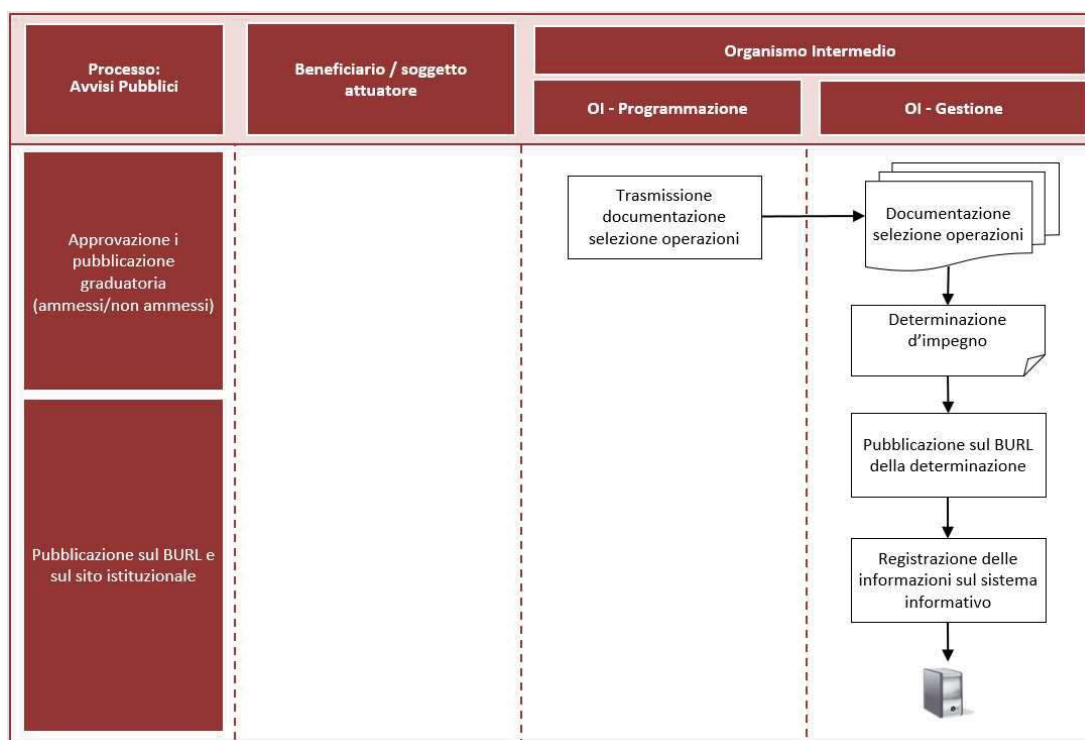 Processo:
Avvisi Pubblici
Beneficiario / soggetto
attuatore
Organismo Intermedio
OI - Programmazione
OI - Gestione
Approvazione i
pubblicazione
graduatoria
(ammessi/non ammessi)
Trasmissione
documentazione
selezione operazioni
Documentazione
selezione operazioni
Determinazione
d'impegno
Pubblicazione sul BURL e
sul sito istituzionale
Pubblicazione sul BURL
della determinazione
Registrazione delle
informazioni sul sistema
informativo